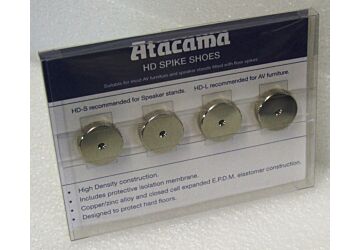 Atacama
HD SPIKE SHOES
Suitable for most AV furniture and speaker stands fitted with floor spikes
HD-S recommended for Speaker stands. HD-L recommended for AV furniture.
• High Density construction.
• Includes protective isolation membrane.
• Copper/zinc alloy and closed cell expanded E.P.D.M. elastomer construction.
• Designed to protect hard floors.